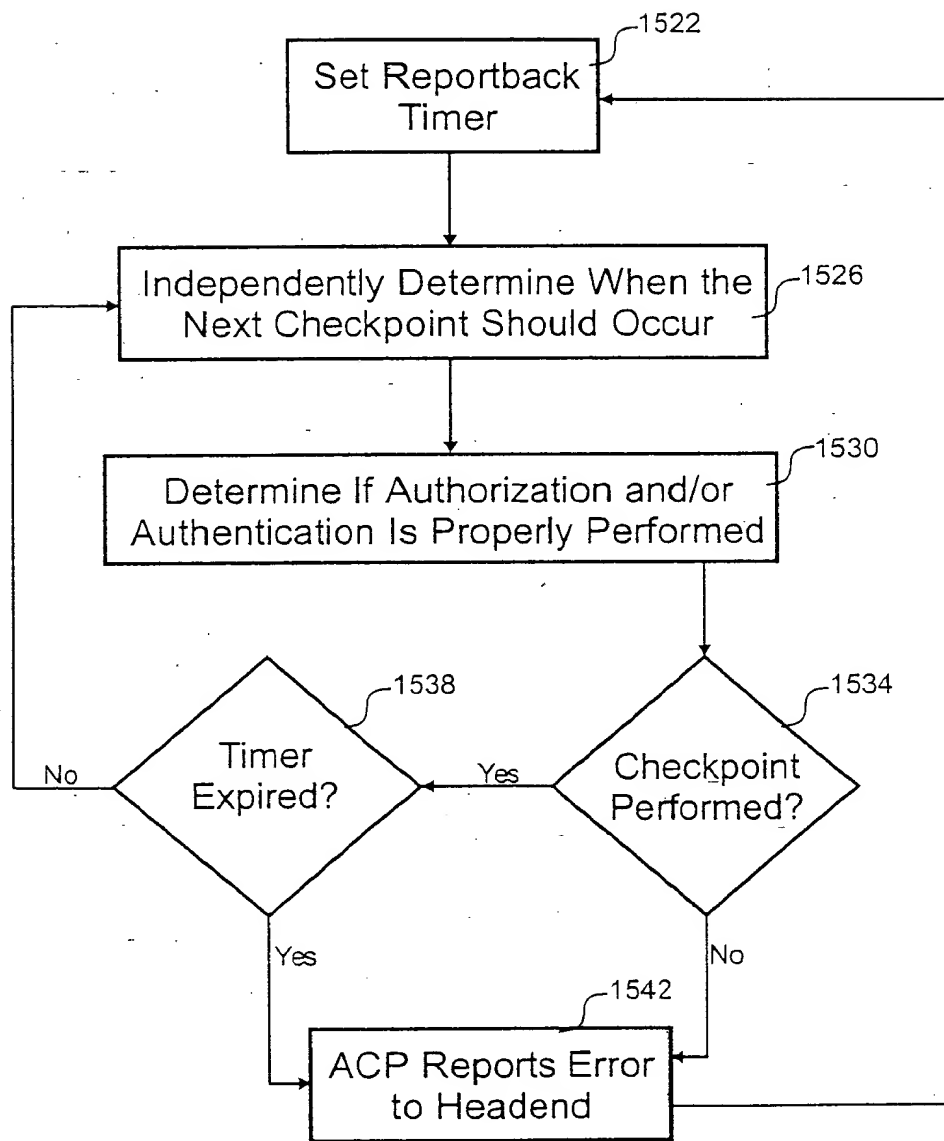 1522
Set Reportback
Timer
Independently Determine When the
Next Checkpoint Should Occur
1526
1530
Determine If Authorization and/or
Authentication Is Properly Performed
1538
1534
Timer
Expired?
No
Yes
Checkpoint
Performed?
Yes
No
1542
ACP Reports Error
to Headend